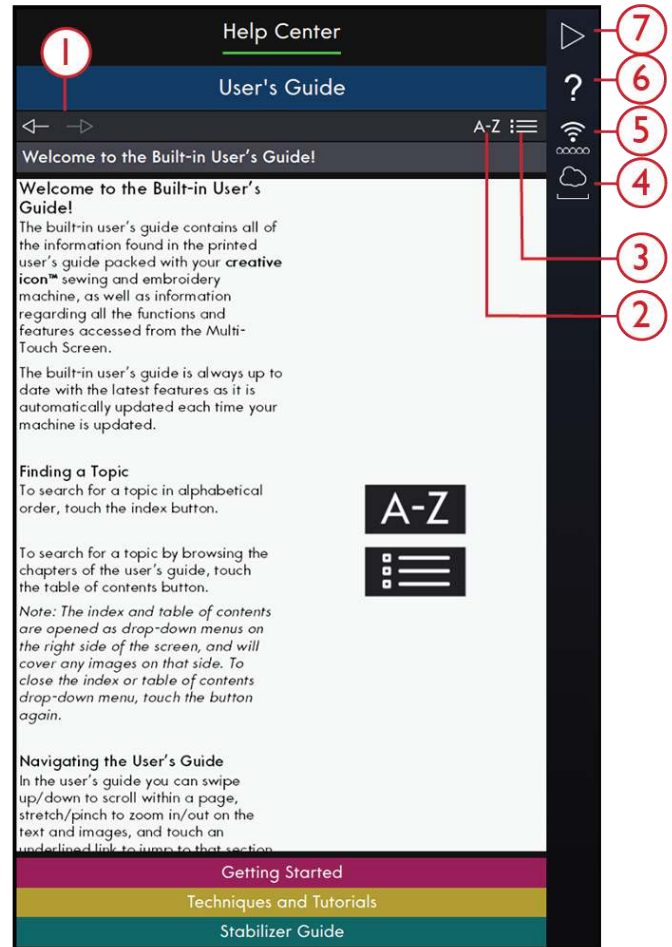 Help Center
User's Guide
A-Z
Welcome to the Built-in User's Guide!
Welcome to the Built-in User's
Guide!
The built-in user's guide contains all of
the information found in the printed
user's guide packed with your creative
icon™ sewing and embroidery
machine, as well as information
regarding all the functions and
features accessed from the Multi-
Touch Screen.
The built-in user's guide is always up to
date with the latest features as it is
automatically updated each time your
machine is updated.
Finding a Topic
To search for a topic in alphabetical
order, touch the index button.
A-Z
To search for a topic by browsing the
chapters of the user's guide, touch
the table of contents button.
Note: The index and table of contents
are opened as drop-down menus on
the right side of the screen, and will
cover any images on that side. To
close the index or table of contents
drop-down menu, touch the button
again.
Navigating the User's Guide
In the user's guide you can swipe
up/down to scroll within a page,
stretch/pinch to zoom in/out on the
text and images, and touch an
underlined link to jump to that section
Getting Started
Techniques and Tutorials
Stabilizer Guide
?
1
7
6
5
4
3
2